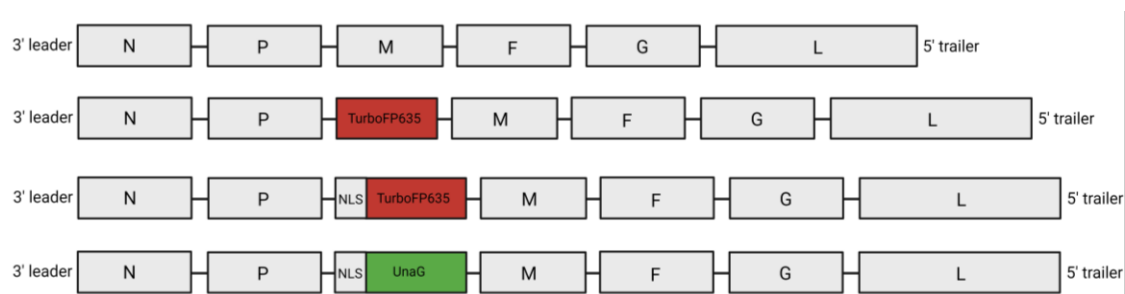 3' leader N P M F G L 5' trailer
3' leader N P TurboFP635 M F G L 5' trailer
3' leader N P NLS TurboFP635 M F G L 5' trailer
3' leader N P NLS UnaG M F G L 5' trailer